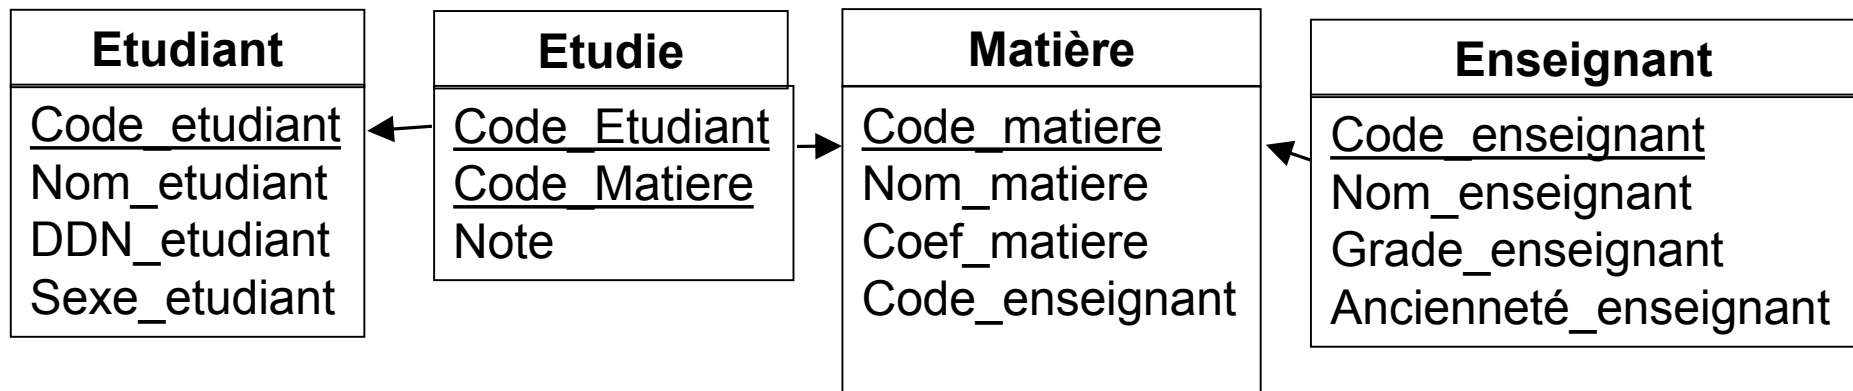 Etudiant
Code_etudiant
Nom_etudiant
DDN_etudiant
Sexe_etudiant
Etudie
Code_Etudiant
Code_Matiere
Note
Matière
Code_matiere
Nom_matiere
Coef_matiere
Code_enseignant
Enseignant
Code_enseignant
Nom_enseignant
Grade_enseignant
Ancienneté_enseignant